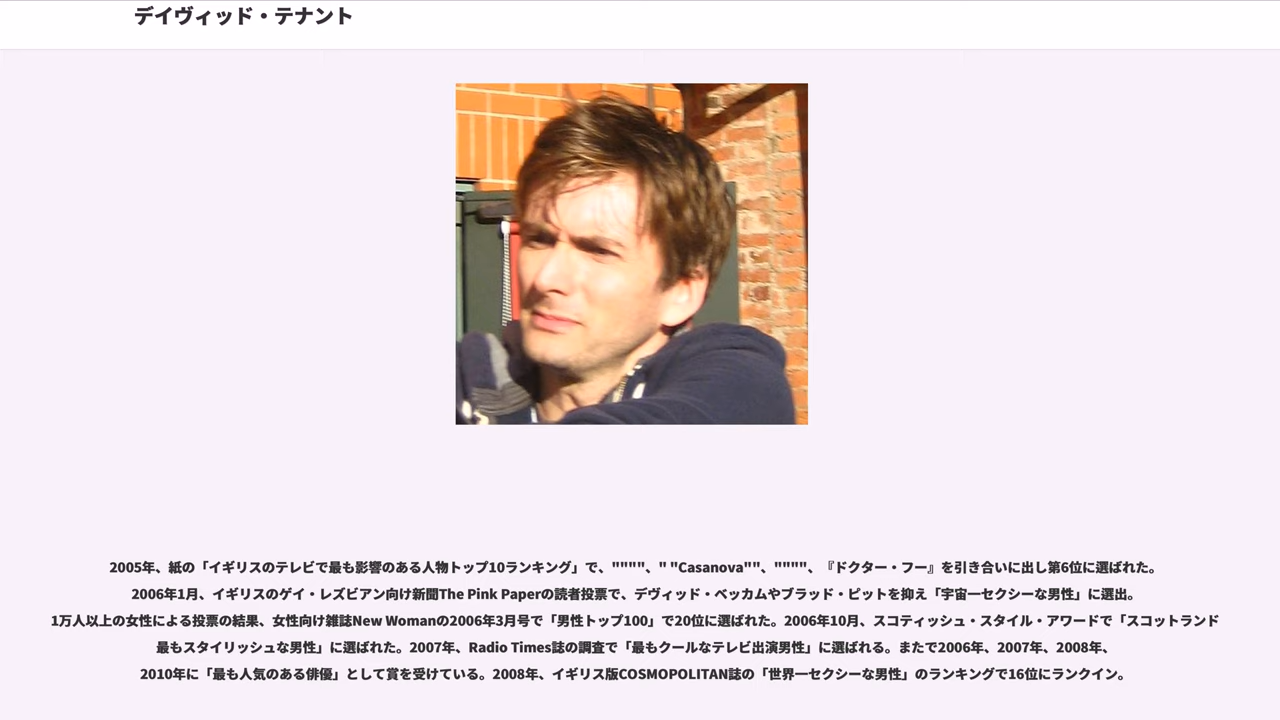 デイヴィッド・テナント
2005年、紙の「イギリスのテレビで最も影響のある人物トップ10ランキング」で、""""、" "Casanova""、""""、『ドクター・フー』を引き合いに出し第6位に選ばれた。
2006年1月、イギリスのゲイ・レズビアン向け新聞The Pink Paperの読者投票で、デヴィッド・ベッカムやブラッド・ピットを抑え「宇宙一セクシーな男性」に選出。
1万人以上の女性による投票の結果、女性向け雑誌New Womanの2006年3月号で「男性トップ100」で20位に選ばれた。2006年10月、スコティッシュ・スタイル・アワードで「スコットランド
最もスタイリッシュな男性」に選ばれた。2007年、Radio Times誌の調査で「最もクールなテレビ出演男性」に選ばれる。またで2006年、2007年、2008年、
2010年に「最も人気のある俳優」として賞を受けている。2008年、イギリス版COSMOPOLITAN誌の「世界一セクシーな男性」のランキングで16位にランクイン。